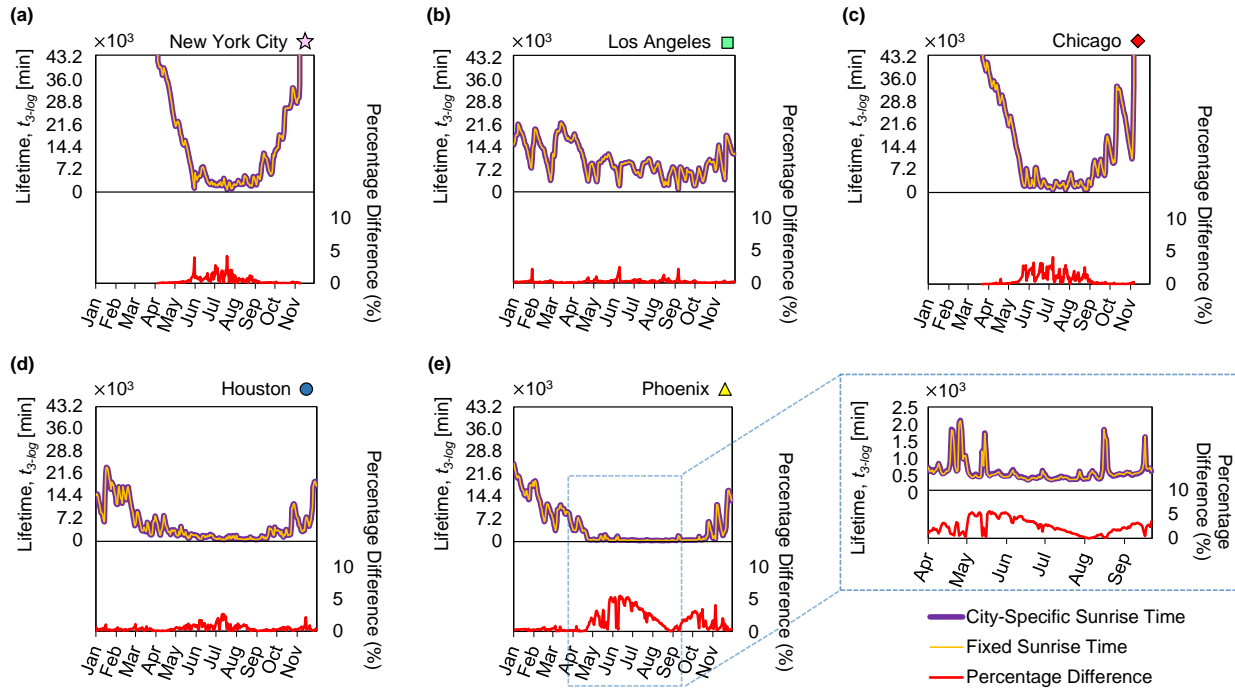 (a)
×10³
New York City
Lifetime, t3-log [min]
43.2
36.0
28.8
21.6
14.4
7.2
0
Percentage Difference (%)
10
5
0
Jan
Feb
Mar
Apr
May
Jun
Jul
Aug
Sep
Oct
Nov
(b)
×10³
Los Angeles
Lifetime, t3-log [min]
43.2
36.0
28.8
21.6
14.4
7.2
0
Percentage Difference (%)
10
5
0
Jan
Feb
Mar
Apr
May
Jun
Jul
Aug
Sep
Oct
Nov
(c)
×10³
Chicago
Lifetime, t3-log [min]
43.2
36.0
28.8
21.6
14.4
7.2
0
Percentage Difference (%)
10
5
0
Jan
Feb
Mar
Apr
May
Jun
Jul
Aug
Sep
Oct
Nov
(d)
×10³
Houston
Lifetime, t3-log [min]
43.2
36.0
28.8
21.6
14.4
7.2
0
Percentage Difference (%)
10
5
0
Jan
Feb
Mar
Apr
May
Jun
Jul
Aug
Sep
Oct
Nov
(e)
×10³
Phoenix
Lifetime, t3-log [min]
43.2
36.0
28.8
21.6
14.4
7.2
0
Percentage Difference (%)
10
5
0
Jan
Feb
Mar
Apr
May
Jun
Jul
Aug
Sep
Oct
Nov
×10³
Lifetime, t3-log [min]
2.5
2.0
1.5
1.0
0.5
0
Percentage
Difference (%)
10
5
0
Apr
May
Jun
Jul
Aug
Sep
City-Specific Sunrise Time
Fixed Sunrise Time
Percentage Difference